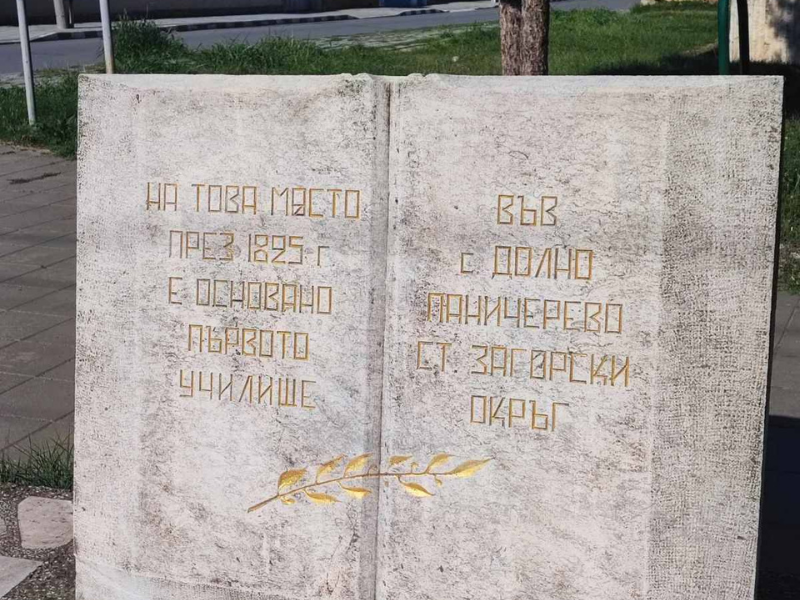 НА ТОВА МЯСТО
ПРЕЗ 1825 г
Е ОСНОВАНО
ПЪРВОТО
УЧИЛИЩЕ
ВЪВ
с ДОЛНО
ПАНИЧЕРЕВО
СТ. ЗАГОРСКИ
ОКРЪГ